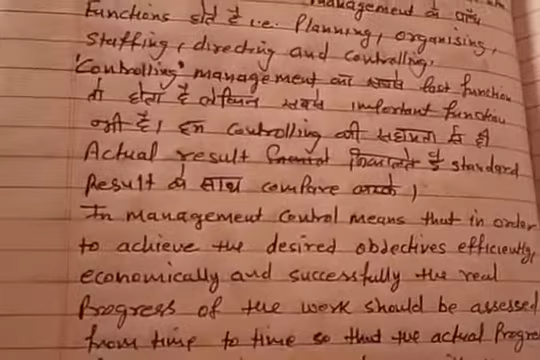 management के पाँच
Functions होते है i.e. Planning, organising,
Staffing, directing and controlling.
'Controlling' management का सबसे last function
तो होता है लेकिन सबसे important function
भी है। हम controlling की सहायता से ही
Actual result निकालते है standard
Result के साथ compare करके।
In management Control means that in order
to achieve the desired objectives efficiently,
economically and successfully the real
Progress of the work should be assessed
from time to time so that the actual Progre